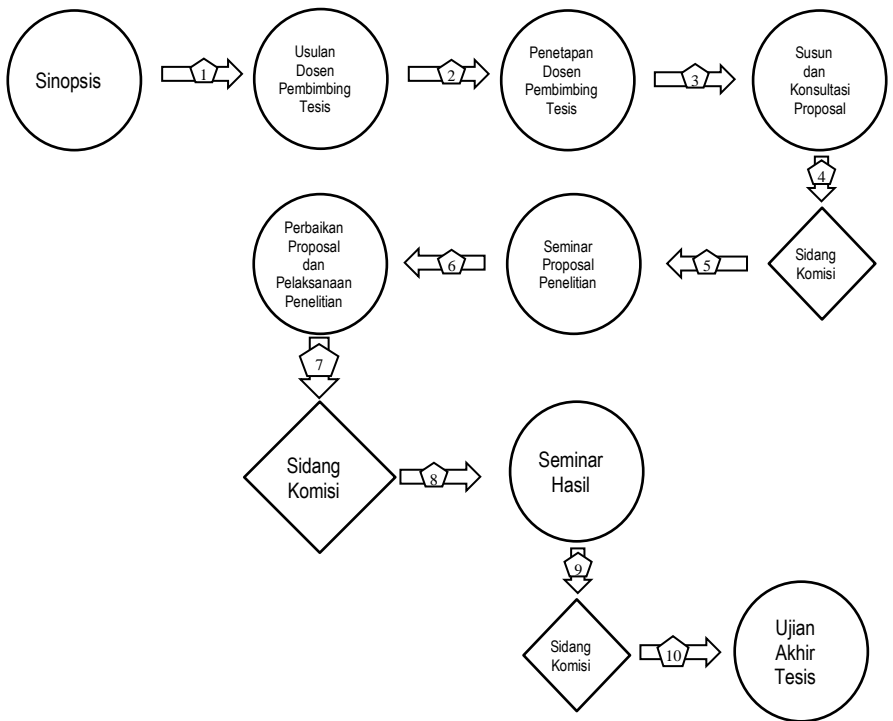 Sinopsis
1
Usulan
Dosen
Pembimbing
Tesis
2
Penetapan
Dosen
Pembimbing
Tesis
3
Susun
dan
Konsultasi
Proposal
4
Sidang
Komisi
5
Seminar
Proposal
Penelitian
6
Perbaikan
Proposal
dan
Pelaksanaan
Penelitian
7
Sidang
Komisi
8
Seminar
Hasil
9
Sidang
Komisi
10
Ujian
Akhir
Tesis